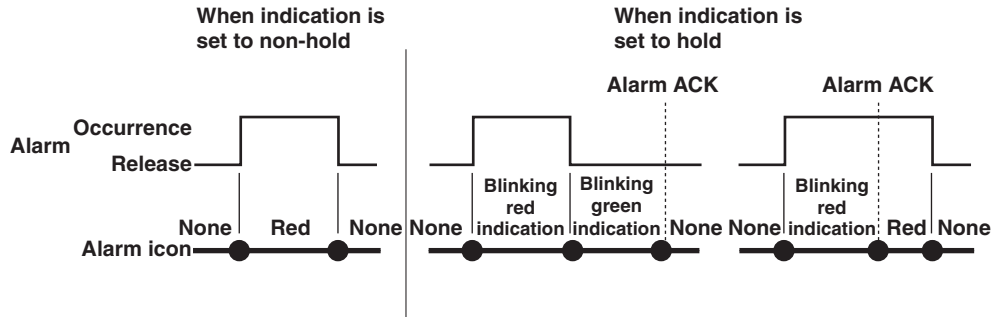 When indication is
set to non-hold
When indication is
set to hold
Alarm ACK
Alarm ACK
Alarm
Occurrence
Release
Blinking
red
indication
Blinking
green
indication
Blinking
red
indication
Alarm icon
None
Red
None
None
None
None
Red
None